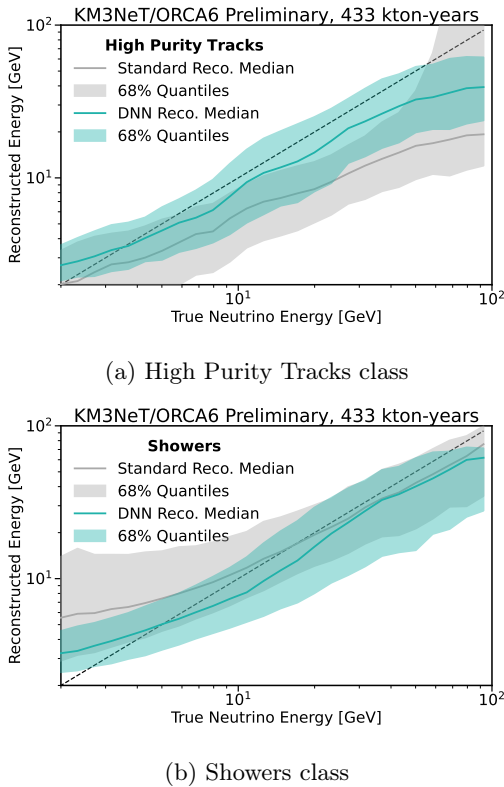 KM3NeT/ORCA6 Preliminary, 433 kton-years
High Purity Tracks
Standard Reco. Median
68% Quantiles
DNN Reco. Median
68% Quantiles
Reconstructed Energy [GeV]
10²
10¹
10¹
10²
True Neutrino Energy [GeV]
(a) High Purity Tracks class
KM3NeT/ORCA6 Preliminary, 433 kton-years
Showers
Standard Reco. Median
68% Quantiles
DNN Reco. Median
68% Quantiles
Reconstructed Energy [GeV]
10²
10¹
10¹
10²
True Neutrino Energy [GeV]
(b) Showers class